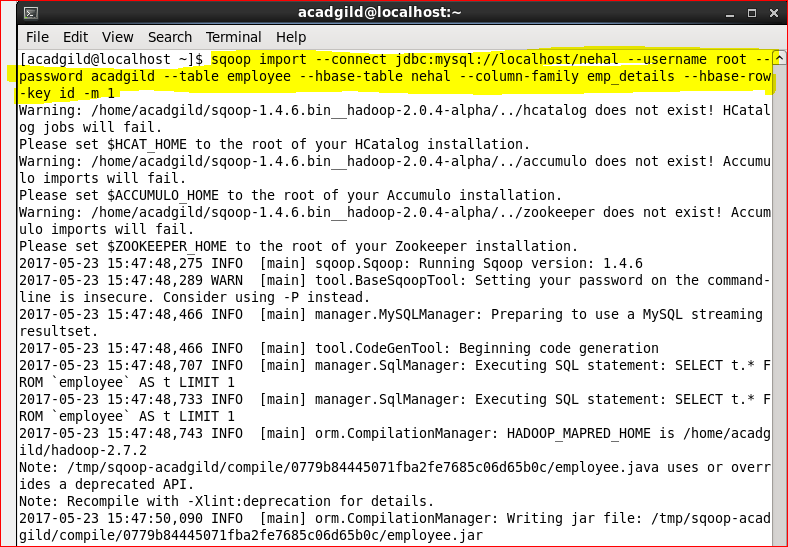 acadgild@localhost:~
File Edit View Search Terminal Help
[acadgild@localhost ~]$ sqoop import --connect jdbc:mysql://localhost/nehal --username root --
password acadgild --table employee --hbase-table nehal --column-family emp_details --hbase-row
-key id -m 1
Warning: /home/acadgild/sqoop-1.4.6.bin__hadoop-2.0.4-alpha/../hcatalog does not exist! HCatal
og jobs will fail.
Please set $HCAT_HOME to the root of your HCatalog installation.
Warning: /home/acadgild/sqoop-1.4.6.bin__hadoop-2.0.4-alpha/../accumulo does not exist! Accumu
lo imports will fail.
Please set $ACCUMULO_HOME to the root of your Accumulo installation.
Warning: /home/acadgild/sqoop-1.4.6.bin__hadoop-2.0.4-alpha/../zookeeper does not exist! Accum
ulo imports will fail.
Please set $ZOOKEEPER_HOME to the root of your Zookeeper installation.
2017-05-23 15:47:48,275 INFO  [main] sqoop.Sqoop: Running Sqoop version: 1.4.6
2017-05-23 15:47:48,289 WARN  [main] tool.BaseSqoopTool: Setting your password on the command-
line is insecure. Consider using -P instead.
2017-05-23 15:47:48,466 INFO  [main] manager.MySQLManager: Preparing to use a MySQL streaming
resultset.
2017-05-23 15:47:48,466 INFO  [main] tool.CodeGenTool: Beginning code generation
2017-05-23 15:47:48,707 INFO  [main] manager.SqlManager: Executing SQL statement: SELECT t.* F
ROM `employee` AS t LIMIT 1
2017-05-23 15:47:48,733 INFO  [main] manager.SqlManager: Executing SQL statement: SELECT t.* F
ROM `employee` AS t LIMIT 1
2017-05-23 15:47:48,743 INFO  [main] orm.CompilationManager: HADOOP_MAPRED_HOME is /home/acadg
ild/hadoop-2.7.2
Note: /tmp/sqoop-acadgild/compile/0779b84445071fba2fe7685c06d65b0c/employee.java uses or overr
ides a deprecated API.
Note: Recompile with -Xlint:deprecation for details.
2017-05-23 15:47:50,090 INFO  [main] orm.CompilationManager: Writing jar file: /tmp/sqoop-acad
gild/compile/0779b84445071fba2fe7685c06d65b0c/employee.jar